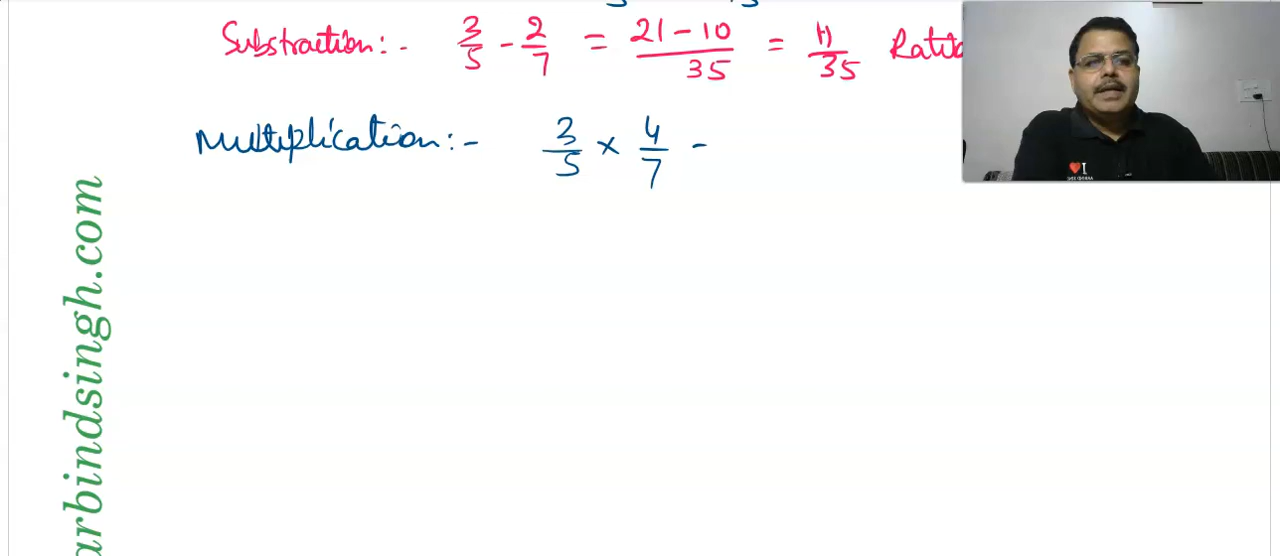 Substraction:- 3/5 - 2/7 = 21-10/35 = 11/35
Multiplication:- 3/5 × 4/7 -
arbindsingh.com
I